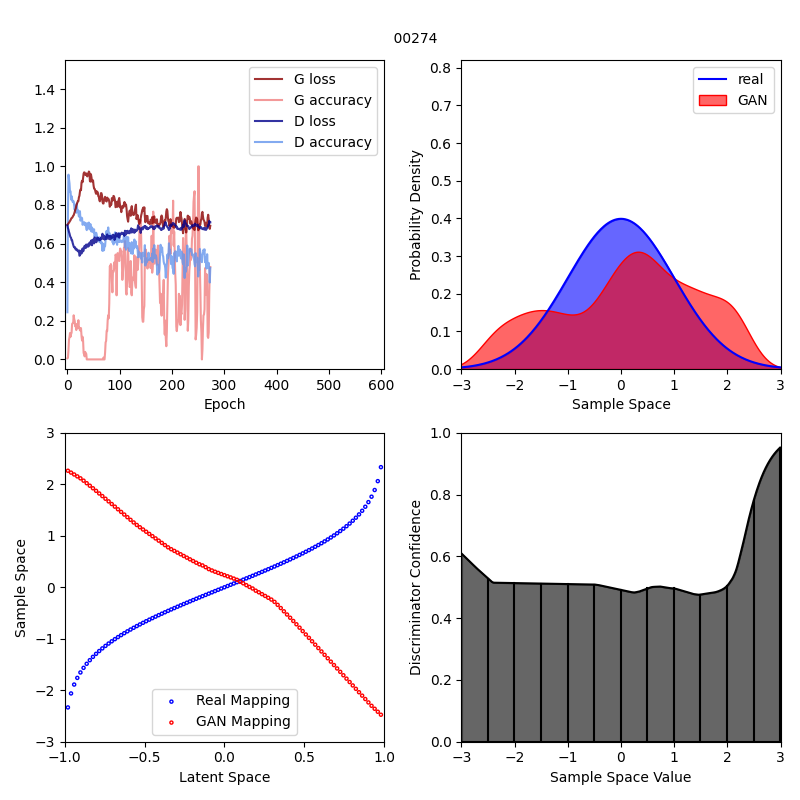 00274
G loss
G accuracy
D loss
D accuracy
1.4
1.2
1.0
0.8
0.6
0.4
0.2
0.0
0 100 200 300 400 500 600
Epoch
real
GAN
Probability Density
0.8
0.7
0.6
0.5
0.4
0.3
0.2
0.1
0.0
−3 −2 −1 0 1 2 3
Sample Space
Sample Space
3
2
1
0
−1
−2
−3
Real Mapping
GAN Mapping
−1.0 −0.5 0.0 0.5 1.0
Latent Space
Discriminator Confidence
1.0
0.8
0.6
0.4
0.2
0.0
−3 −2 −1 0 1 2 3
Sample Space Value